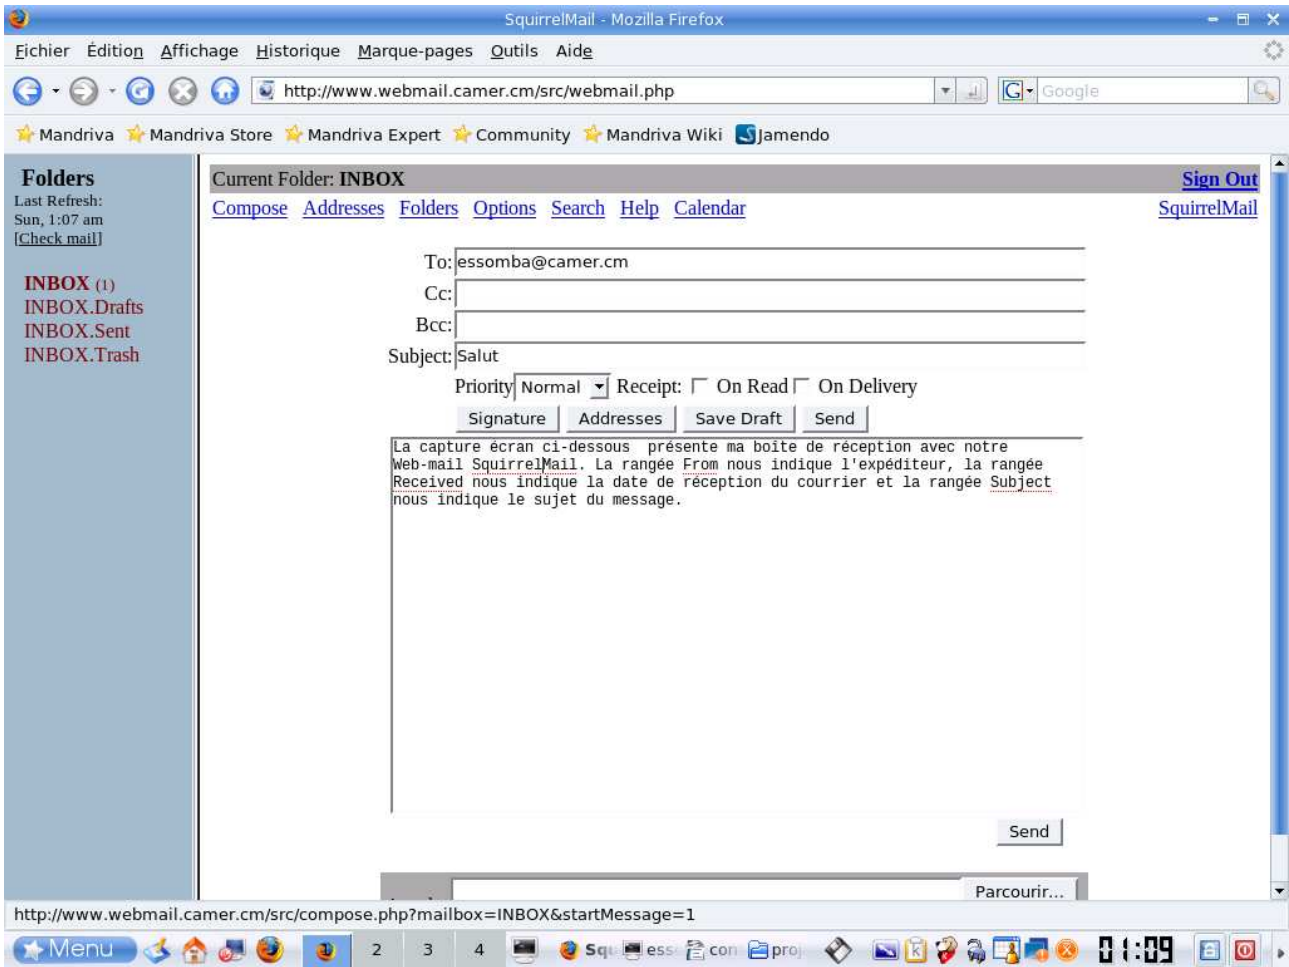 SquirrelMail - Mozilla Firefox
Fichier Édition Affichage Historique Marque-pages Outils Aide
http://www.webmail.camer.cm/src/webmail.php G Google
Mandriva Mandriva Store Mandriva Expert Community Mandriva Wiki Jamendo
Folders
Last Refresh:
Sun, 1:07 am
[Check mail]
INBOX (1)
INBOX.Drafts
INBOX.Sent
INBOX.Trash
Current Folder: INBOX Sign Out
Compose Addresses Folders Options Search Help Calendar SquirrelMail
To: essomba@camer.cm
Cc:
Bcc:
Subject: Salut
Priority Normal Receipt: On Read On Delivery
Signature Addresses Save Draft Send
La capture écran ci-dessous présente ma boîte de réception avec notre
Web-mail SquirrelMail. La rangée From nous indique l'expéditeur, la rangée
Received nous indique la date de réception du courrier et la rangée Subject
nous indique le sujet du message.
Send
Parcourir...
http://www.webmail.camer.cm/src/compose.php?mailbox=INBOX&startMessage=1
Menu 1 2 3 4 Squ ess con proj 01:09